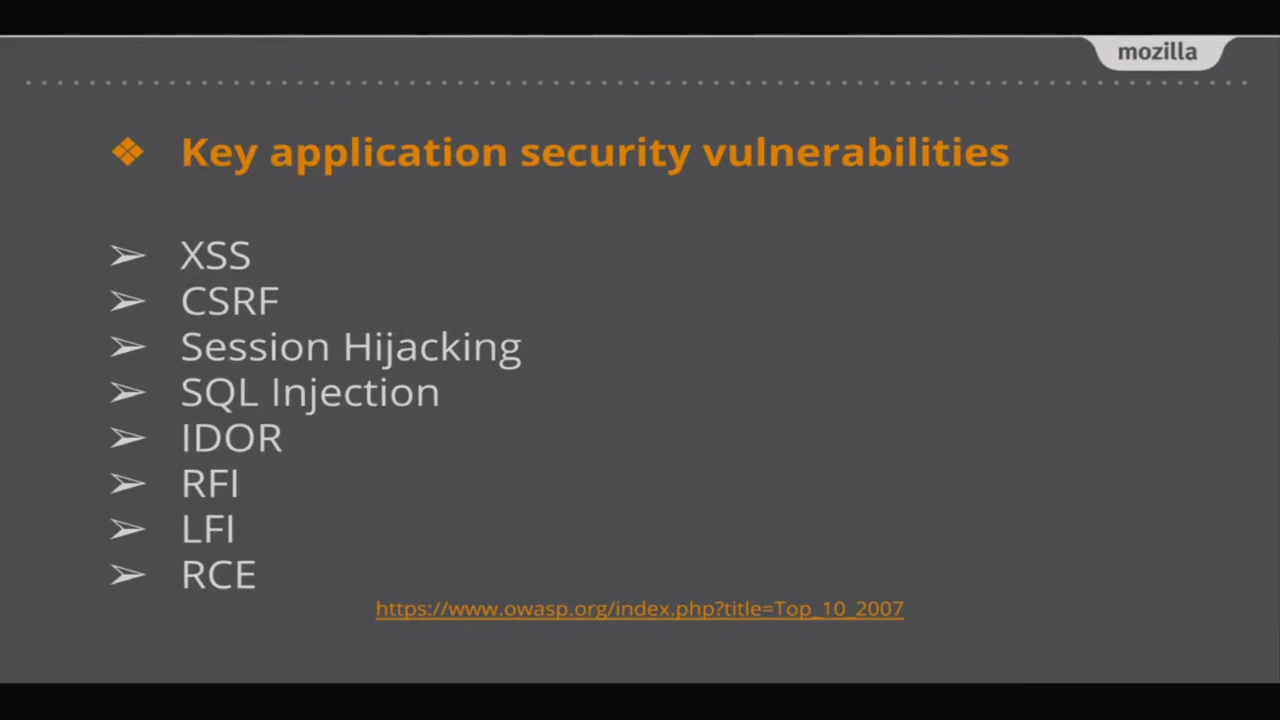 mozilla
❖ Key application security vulnerabilities
➢ XSS
➢ CSRF
➢ Session Hijacking
➢ SQL Injection
➢ IDOR
➢ RFI
➢ LFI
➢ RCE
https://www.owasp.org/index.php?title=Top_10_2007